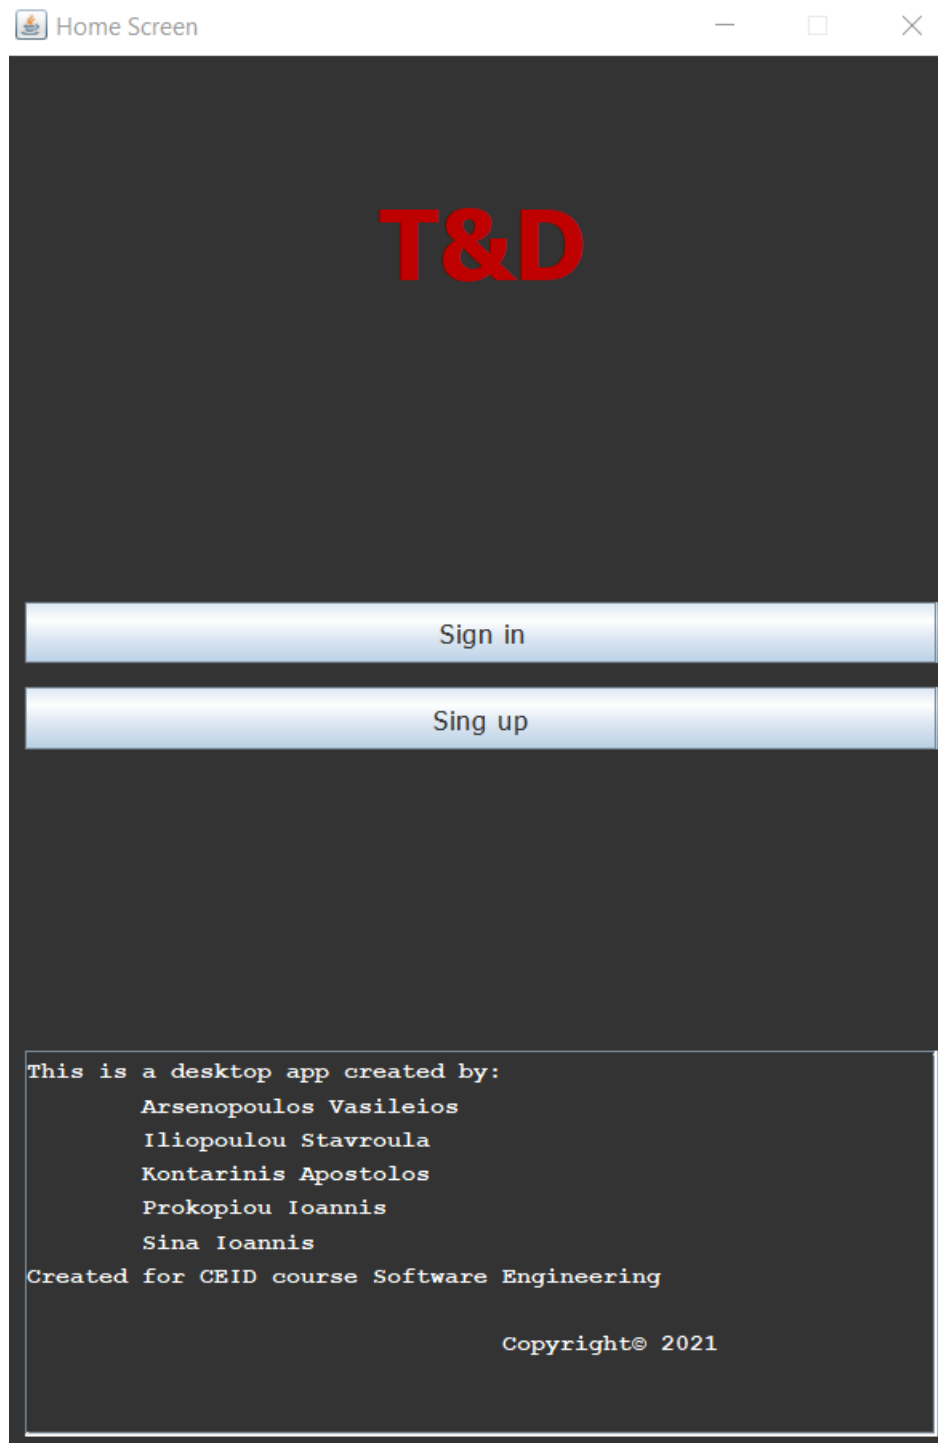 Home Screen
T&D
Sign in
Sing up
This is a desktop app created by:
Arsenopoulos Vasileios
Iliopoulou Stavroula
Kontarinis Apostolos
Prokopiou Ioannis
Sina Ioannis
Created for CEID course Software Engineering
Copyright© 2021